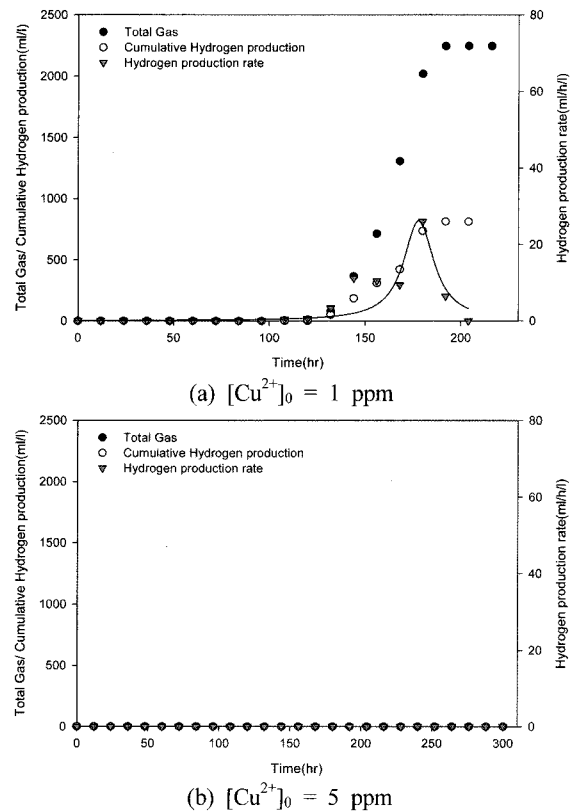 2500
2000
1500
1000
500
0
Total Gas/ Cumulative Hydrogen production(ml/l)
Total Gas
Cumulative Hydrogen production
Hydrogen production rate
80
60
40
20
0
Hydrogen production rate(ml/h/l)
0 50 100 150 200
Time(hr)
(a) [Cu²⁺]₀ = 1 ppm
2500
2000
1500
1000
500
0
Total Gas/ Cumulative Hydrogen production(ml/l)
Total Gas
Cumulative Hydrogen production
Hydrogen production rate
80
60
40
20
0
Hydrogen production rate(ml/h/l)
0 50 100 150 200 250 300
Time(hr)
(b) [Cu²⁺]₀ = 5 ppm